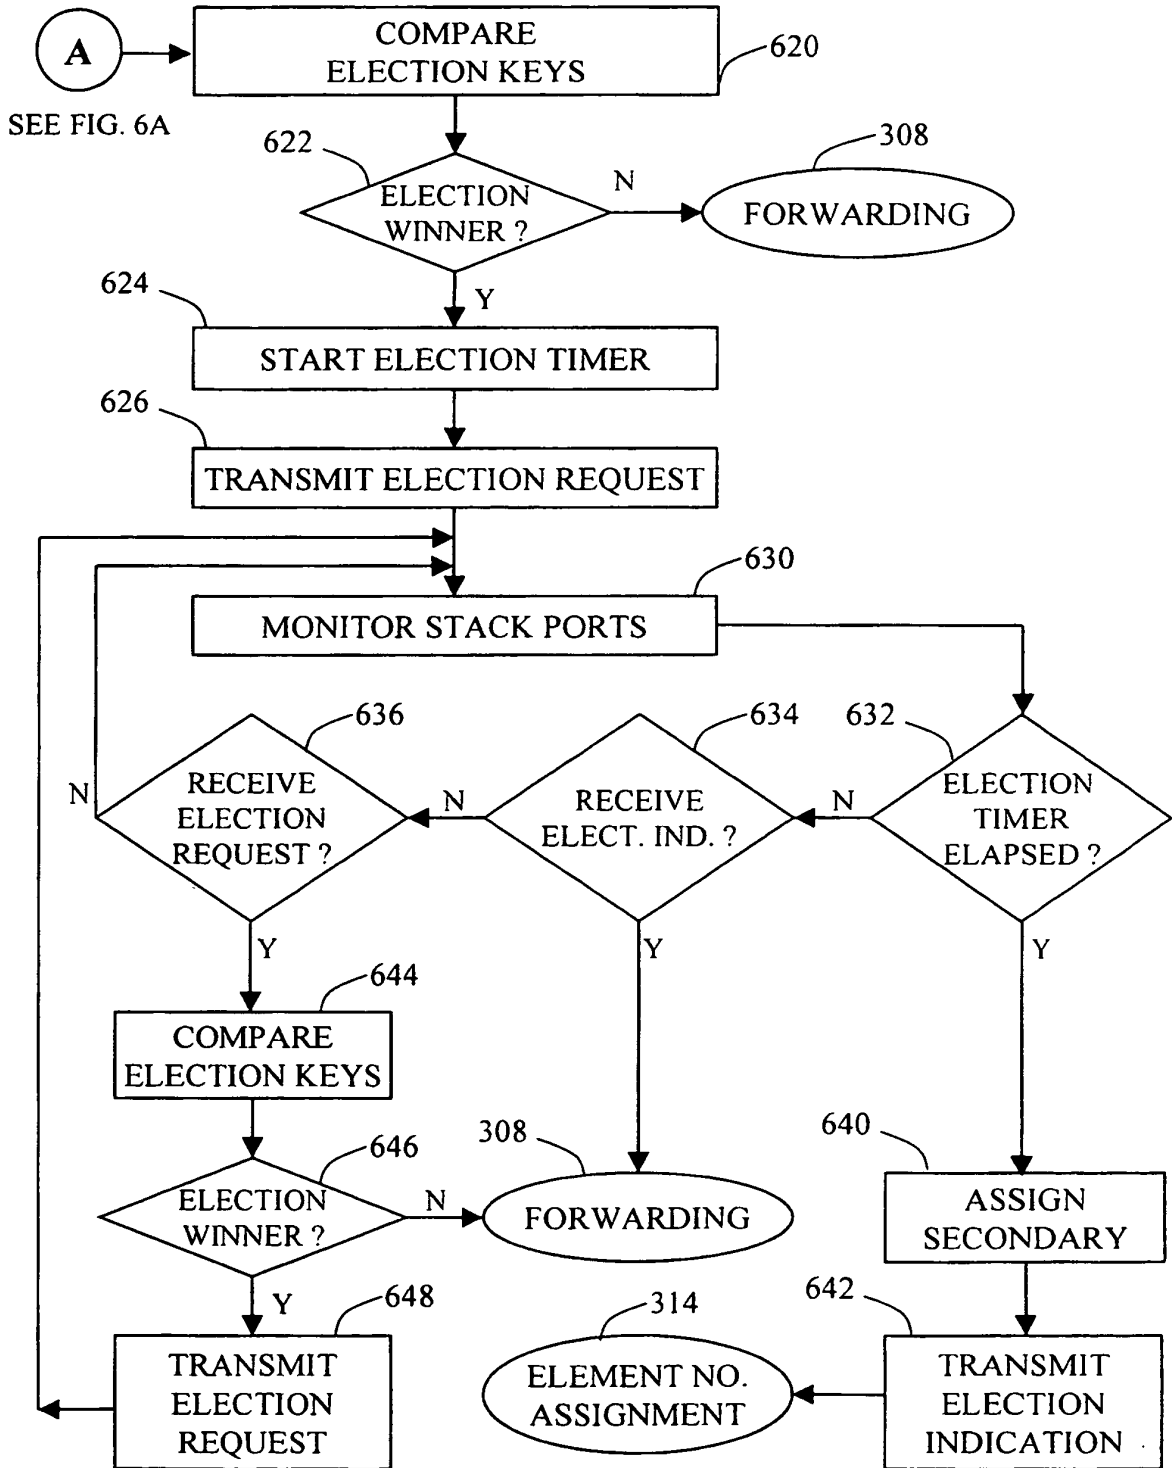 A
SEE FIG. 6A
COMPARE
ELECTION KEYS
620
622
ELECTION
WINNER ?
N
308
FORWARDING
Y
624
START ELECTION TIMER
626
TRANSMIT ELECTION REQUEST
630
MONITOR STACK PORTS
636
RECEIVE
ELECTION
REQUEST ?
N
634
RECEIVE
ELECT. IND. ?
N
632
ELECTION
TIMER
ELAPSED ?
N
Y
Y
Y
644
COMPARE
ELECTION KEYS
646
ELECTION
WINNER ?
N
308
FORWARDING
640
ASSIGN
SECONDARY
Y
648
TRANSMIT
ELECTION
REQUEST
314
ELEMENT NO.
ASSIGNMENT
642
TRANSMIT
ELECTION
INDICATION